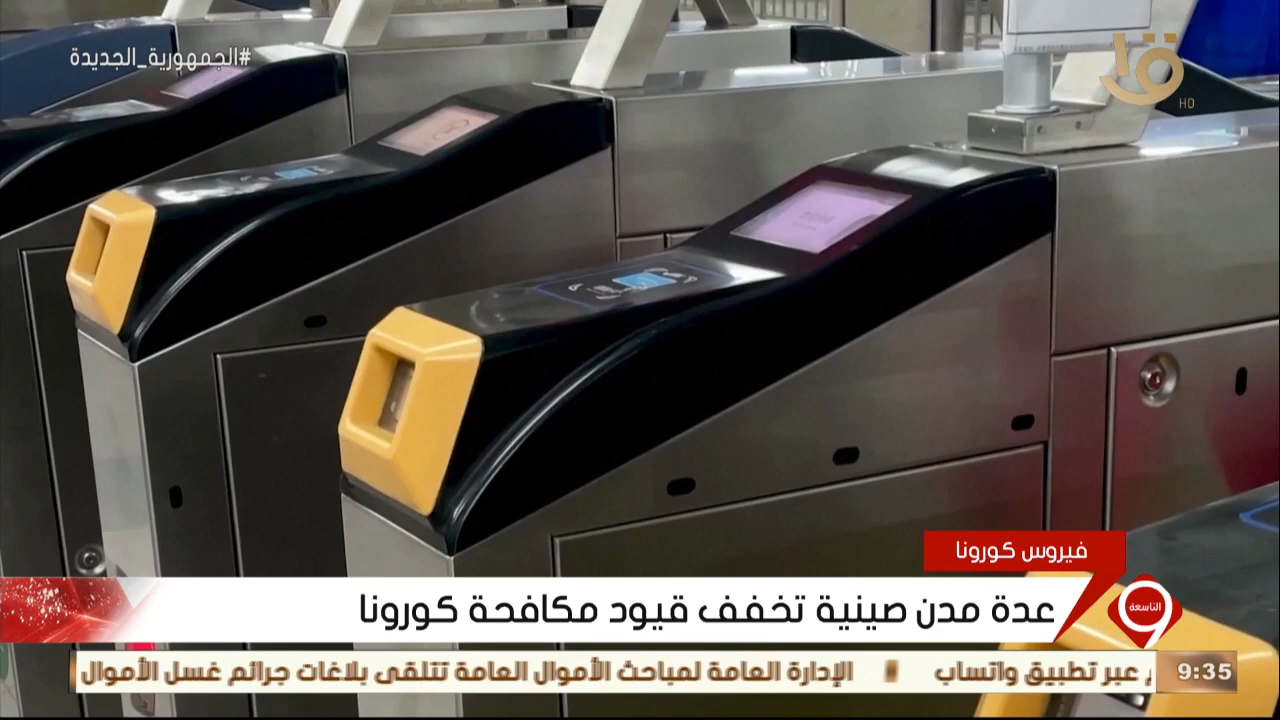 #الجمهورية_الجديدة
HD
فيروس كورونا
عدة مدن صينية تخفف قيود مكافحة كورونا
التاسعة
9
عبر تطبيق واتساب ▪ الإدارة العامة لمباحث الأموال العامة تتلقى بلاغات جرائم غسل الأموال
9:35